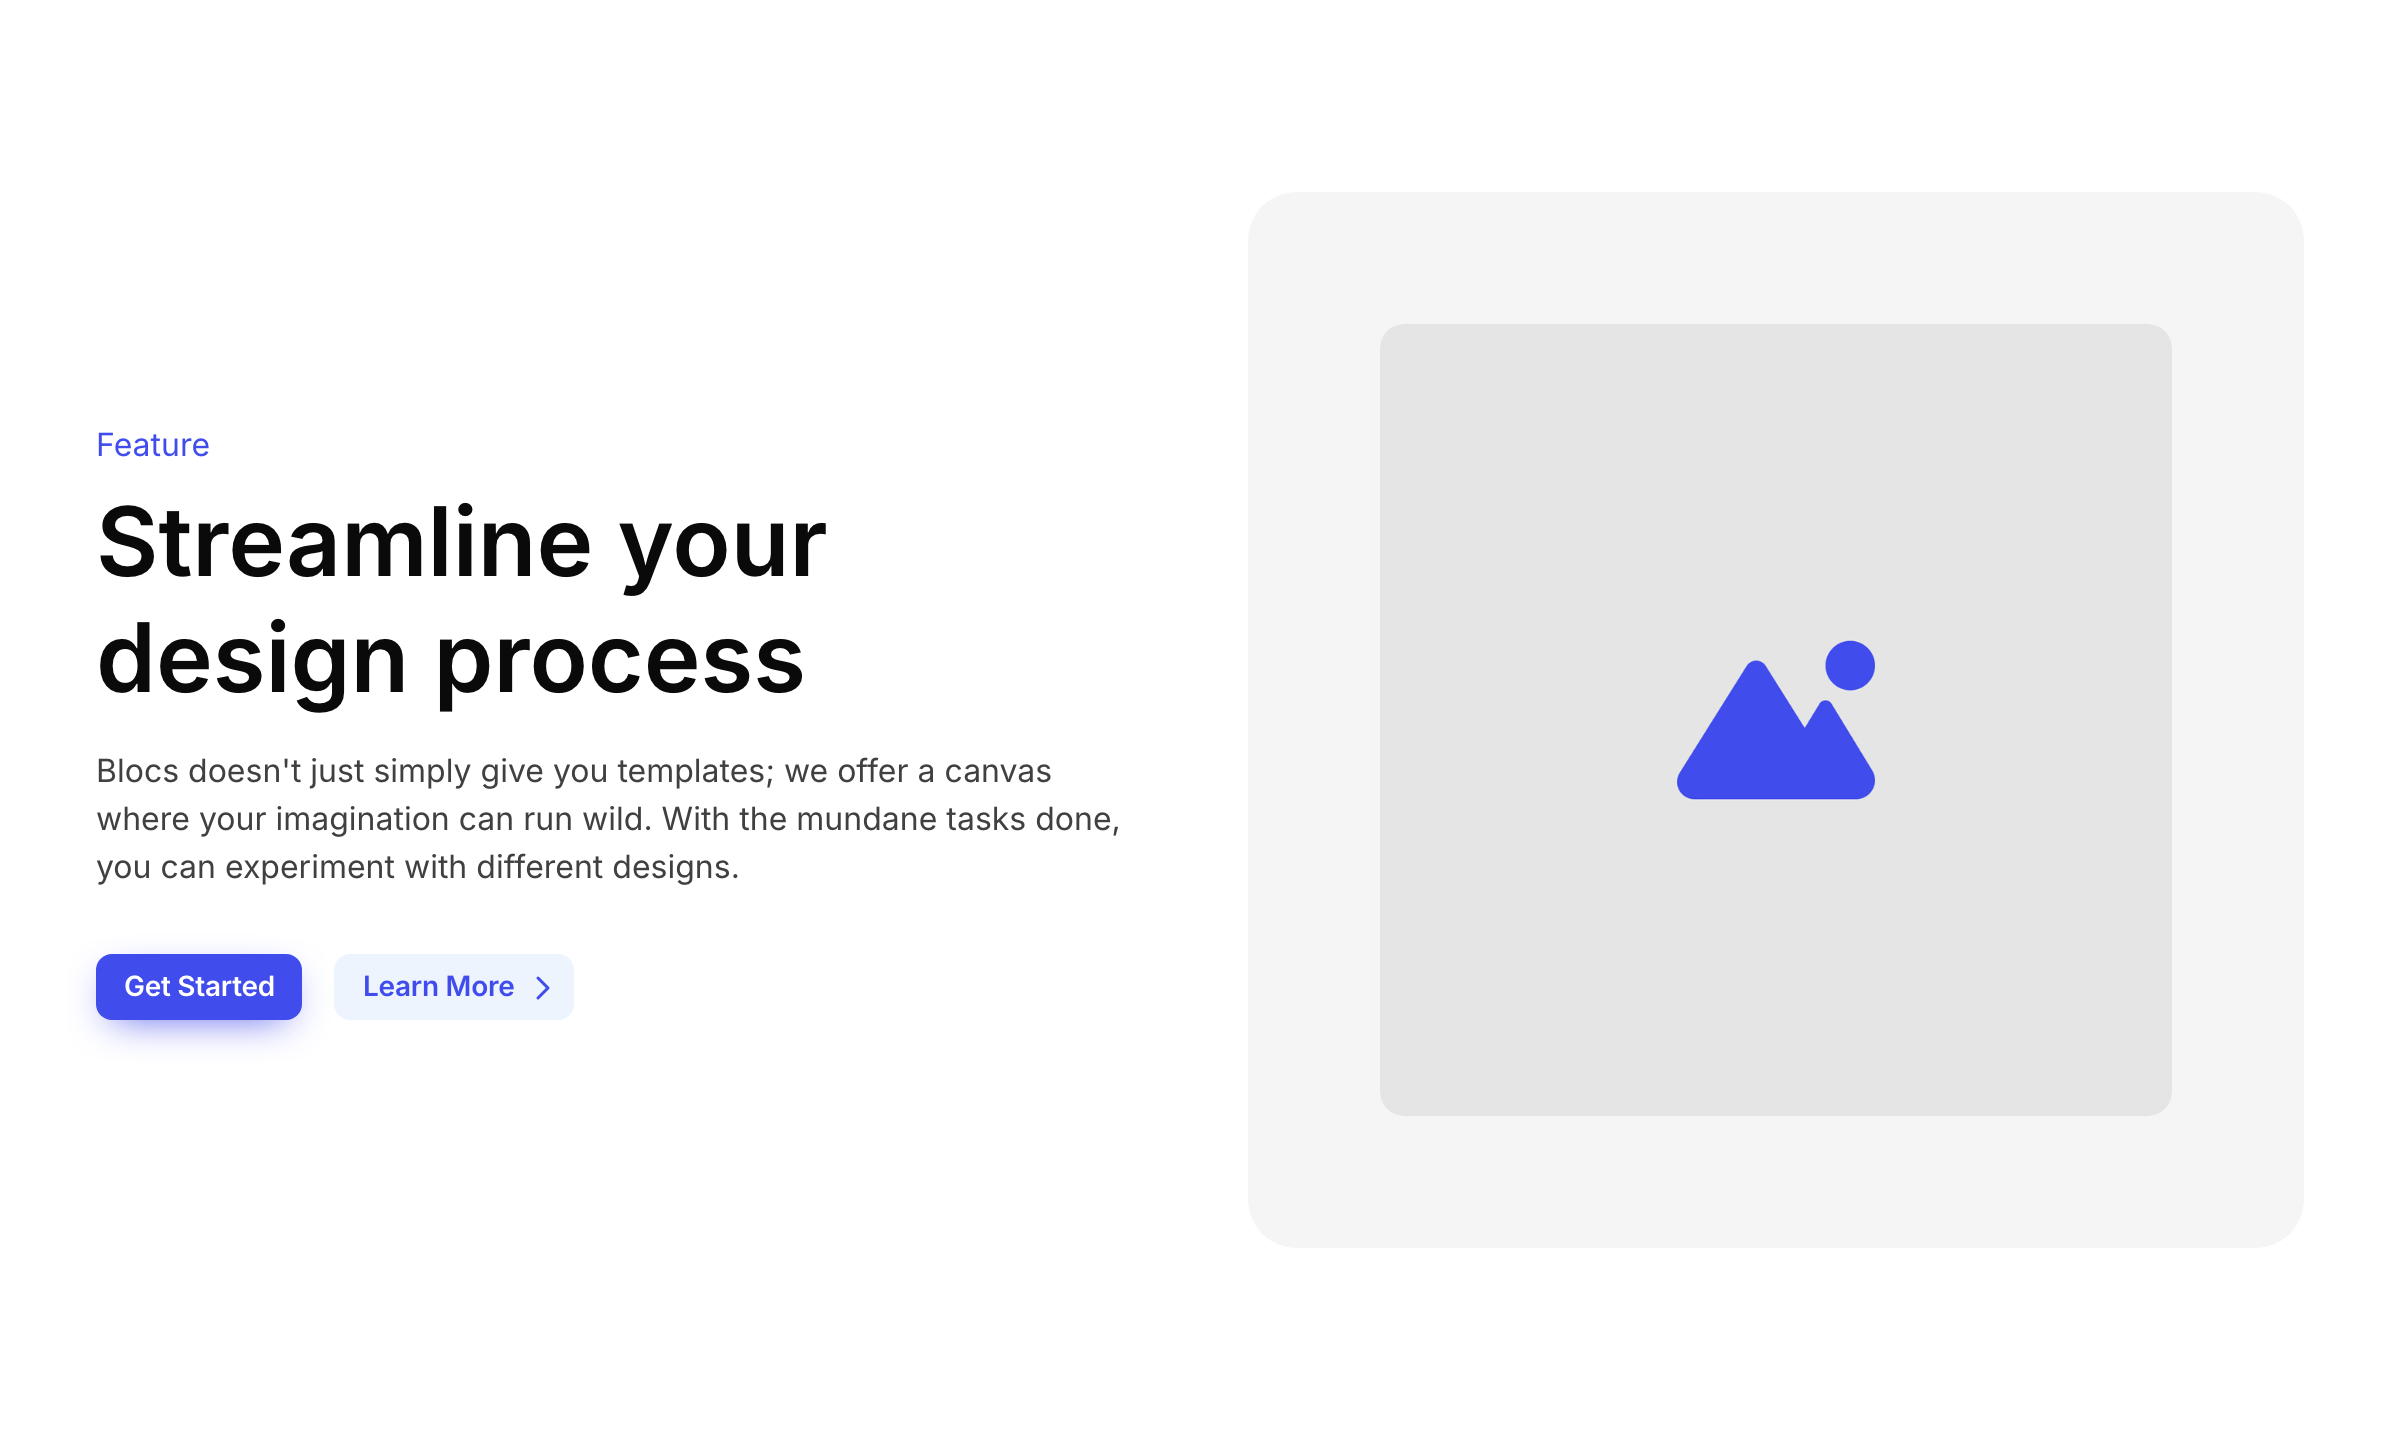 Feature
Streamline your
design process
Blocs doesn't just simply give you templates; we offer a canvas
where your imagination can run wild. With the mundane tasks done,
you can experiment with different designs.
Get Started
Learn More